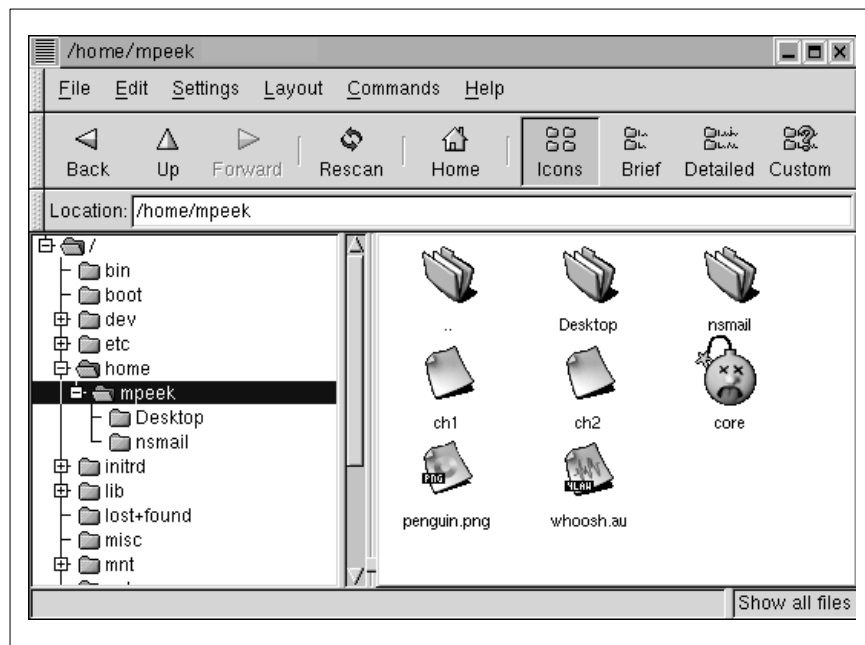 /home/mpeek
File Edit Settings Layout Commands Help
Back Up Forward Rescan Home Icons Brief Detailed Custom
Location: /home/mpeek
/
bin
boot
dev
etc
home
mpeek
Desktop
nsmail
initrd
lib
lost+found
misc
mnt
.. Desktop nsmail
ch1 ch2 core
PNG
penguin.png whoosh.au
Show all files